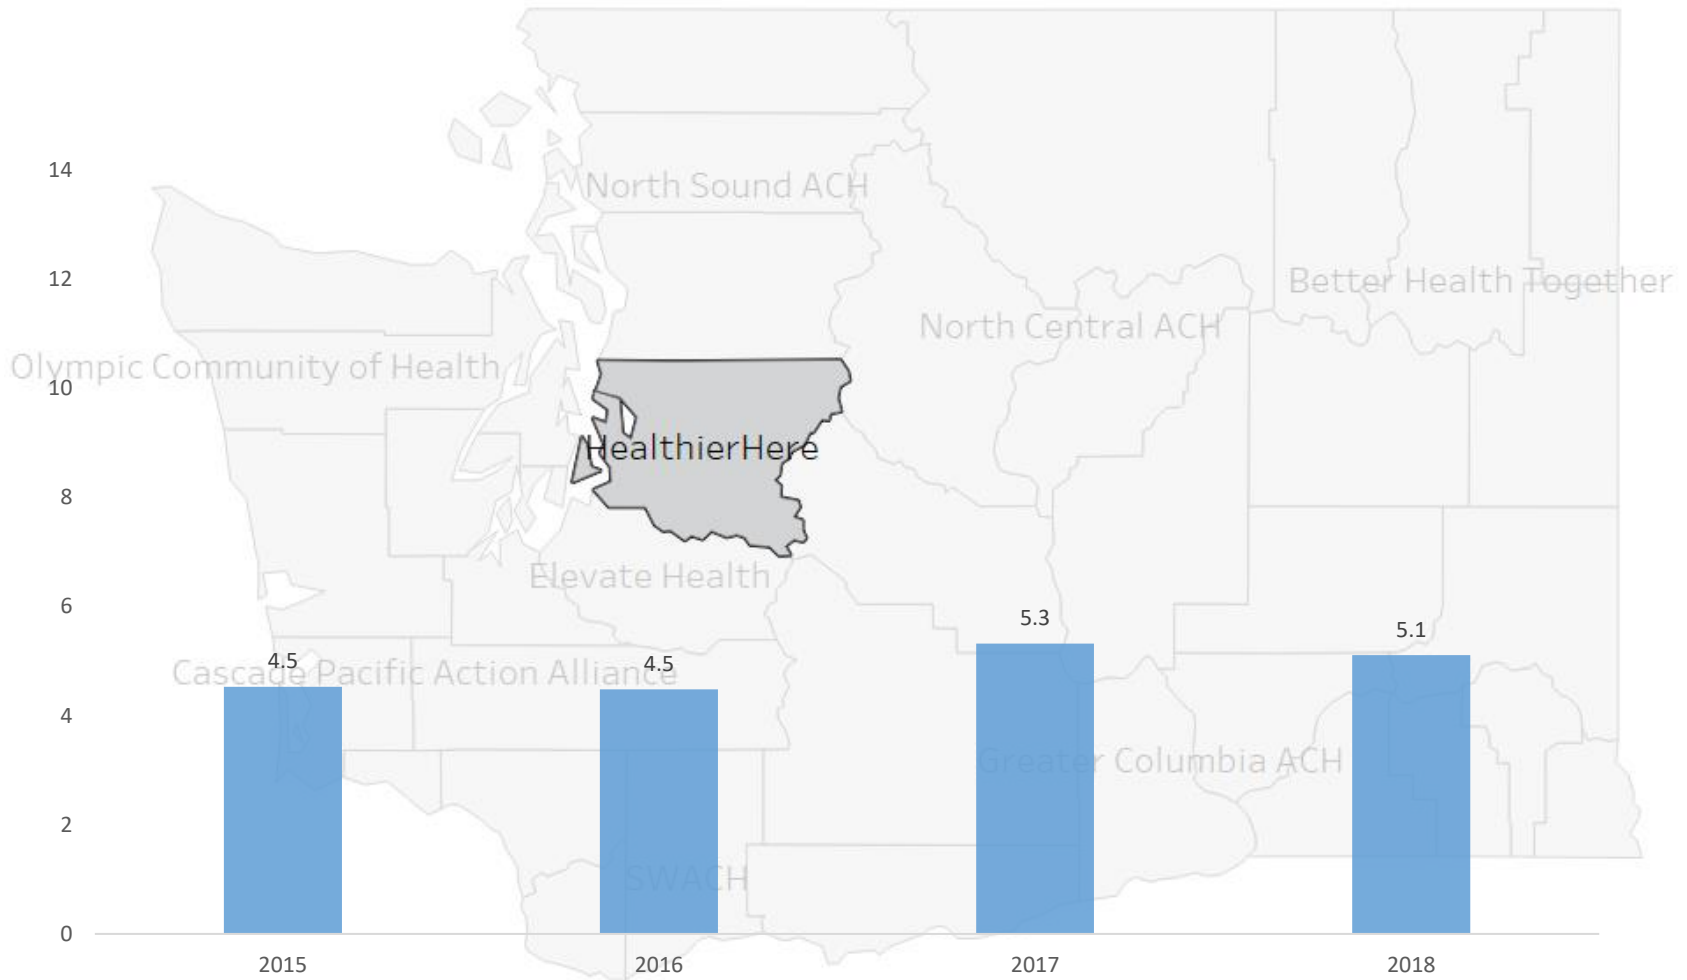 14
North Sound ACH
12
Better Health Together
North Central ACH
Olympic Community of Health
10
HealthierHere
8
Elevate Health
6
5.3
5.1
4.5
4.5
Cascade Pacific Action Alliance
4
Greater Columbia ACH
2
SWACH
0
2015
2016
2017
2018